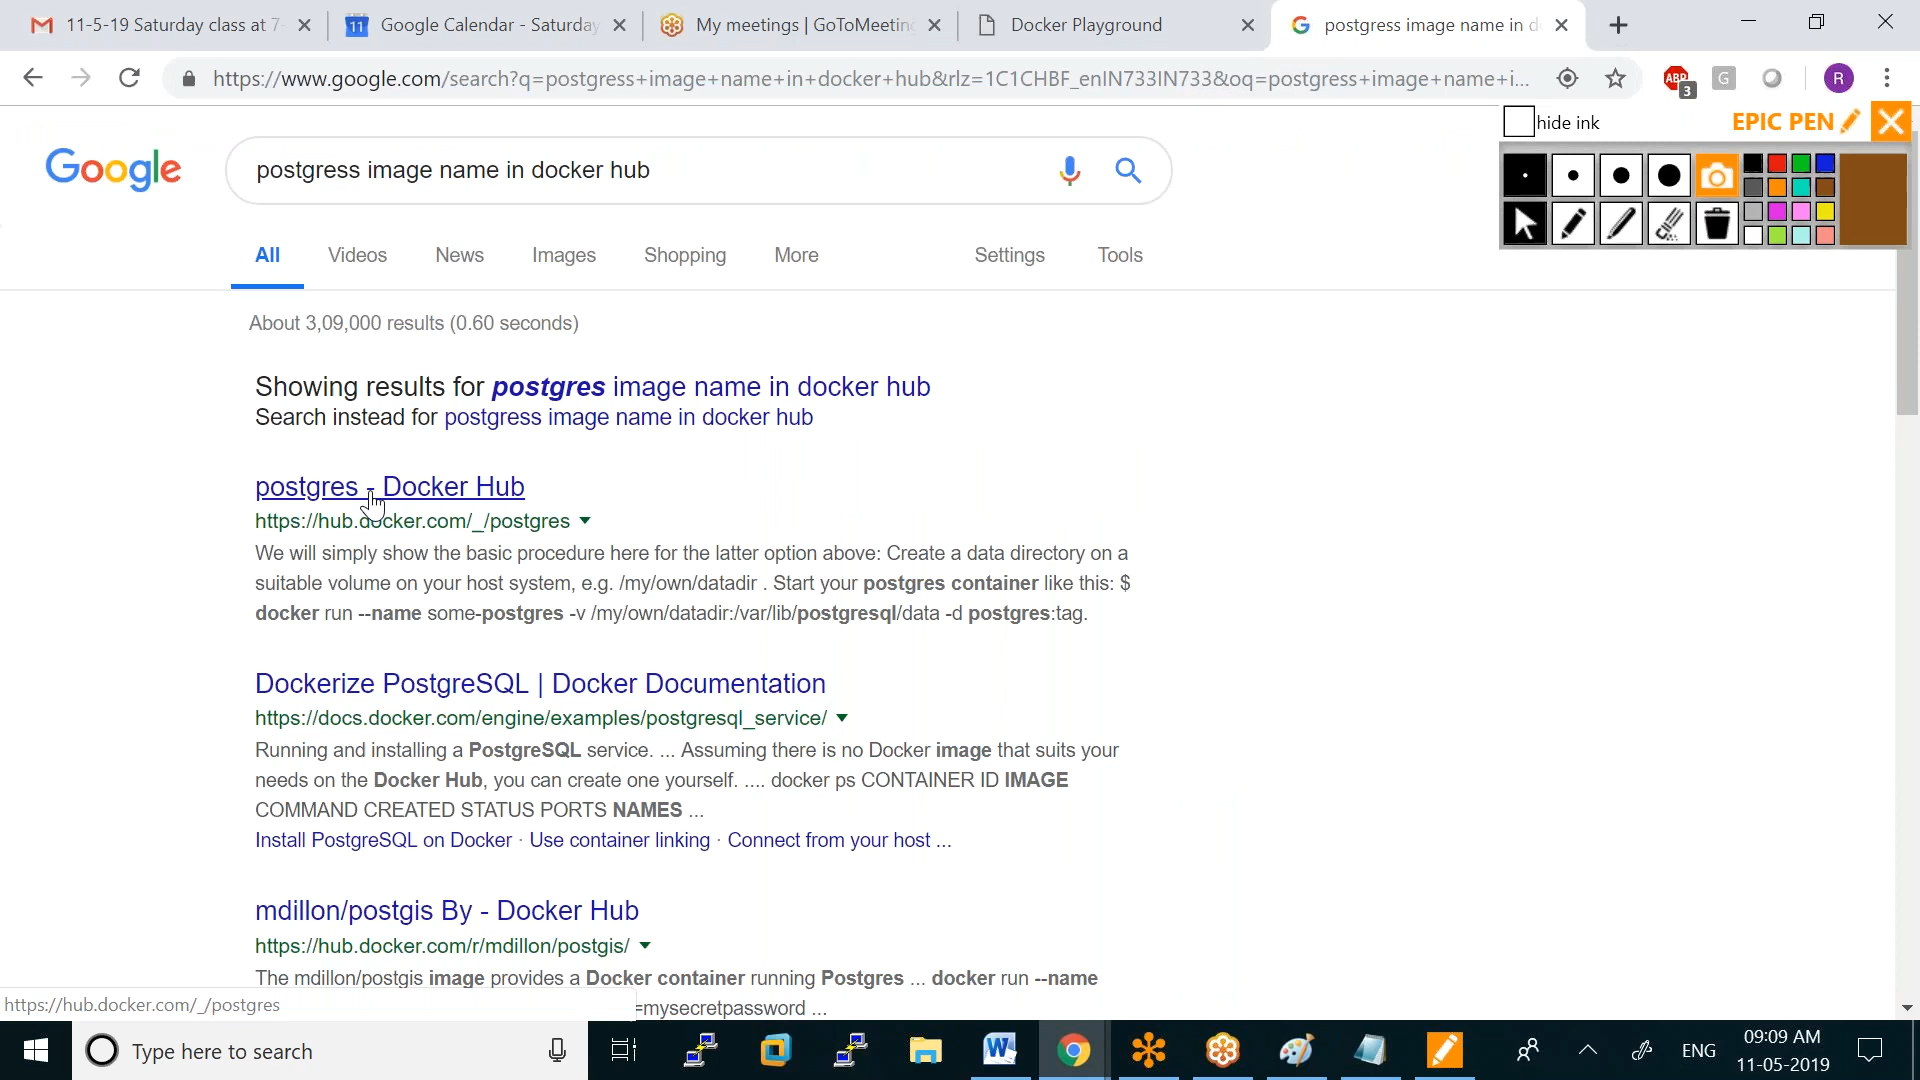 11-5-19 Saturday class at 7-
Google Calendar - Saturday
My meetings | GoToMeeting
Docker Playground
postgress image name in d
https://www.google.com/search?q=postgress+image+name+in+docker+hub&rlz=1C1CHBF_enIN733IN733&oq=postgress+image+name+i...
ABP
3
G
R
hide ink
EPIC PEN
Google
postgress image name in docker hub
All
Videos
News
Images
Shopping
More
Settings
Tools
About 3,09,000 results (0.60 seconds)
Showing results for postgres image name in docker hub
Search instead for postgress image name in docker hub
postgres - Docker Hub
https://hub.docker.com/_/postgres
We will simply show the basic procedure here for the latter option above: Create a data directory on a
suitable volume on your host system, e.g. /my/own/datadir . Start your postgres container like this: $
docker run --name some-postgres -v /my/own/datadir:/var/lib/postgresql/data -d postgres:tag.
Dockerize PostgreSQL | Docker Documentation
https://docs.docker.com/engine/examples/postgresql_service/
Running and installing a PostgreSQL service. ... Assuming there is no Docker image that suits your
needs on the Docker Hub, you can create one yourself. .... docker ps CONTAINER ID IMAGE
COMMAND CREATED STATUS PORTS NAMES ...
Install PostgreSQL on Docker · Use container linking · Connect from your host ...
mdillon/postgis By - Docker Hub
https://hub.docker.com/r/mdillon/postgis/
The mdillon/postgis image provides a Docker container running Postgres ... docker run --name
=mysecretpassword ...
https://hub.docker.com/_/postgres
Type here to search
ENG
09:09 AM
11-05-2019